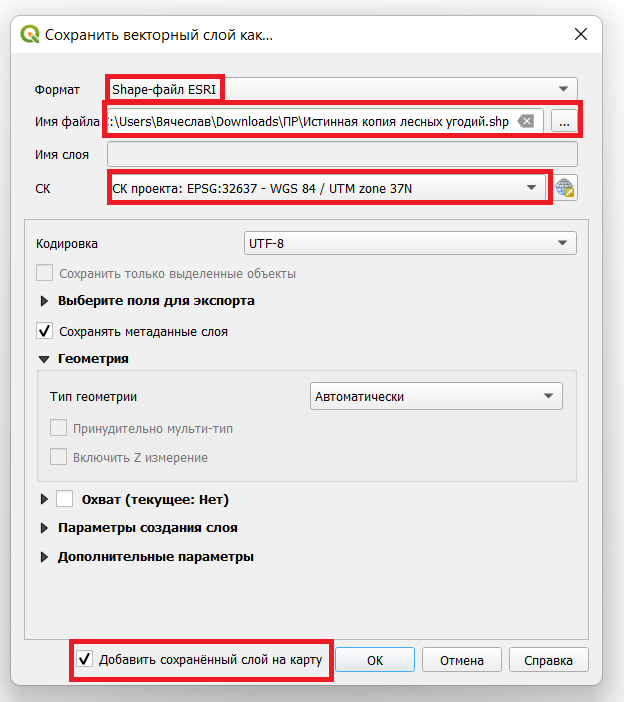 Сохранить векторный слой как...
Формат Shape-файл ESRI
Имя файла :\Users\Вячеслав\Downloads\ПР\Истинная копия лесных угодий.shp ...
Имя слоя
СК СК проекта: EPSG:32637 - WGS 84 / UTM zone 37N
Кодировка UTF-8
Сохранить только выделенные объекты
Выберите поля для экспорта
Сохранять метаданные слоя
Геометрия
Тип геометрии Автоматически
Принудительно мульти-тип
Включить Z измерение
Охват (текущее: Нет)
Параметры создания слоя
Дополнительные параметры
Добавить сохранённый слой на карту ОК Отмена Справка